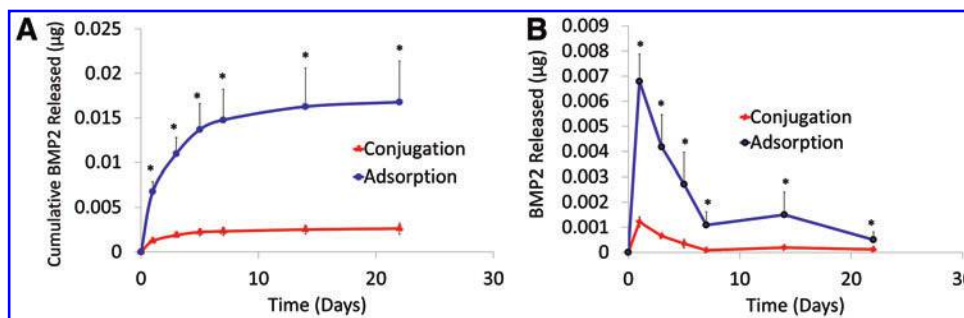 A
Cumulative BMP2 Released (µg)
0.025
0.02
0.015
0.01
0.005
0
* * * * * *
Conjugation
Adsorption
0 10 20 30
Time (Days)
B
BMP2 Released (µg)
0.009
0.008
0.007
0.006
0.005
0.004
0.003
0.002
0.001
0
* * * * * *
Conjugation
Adsorption
0 10 20 30
Time (Days)